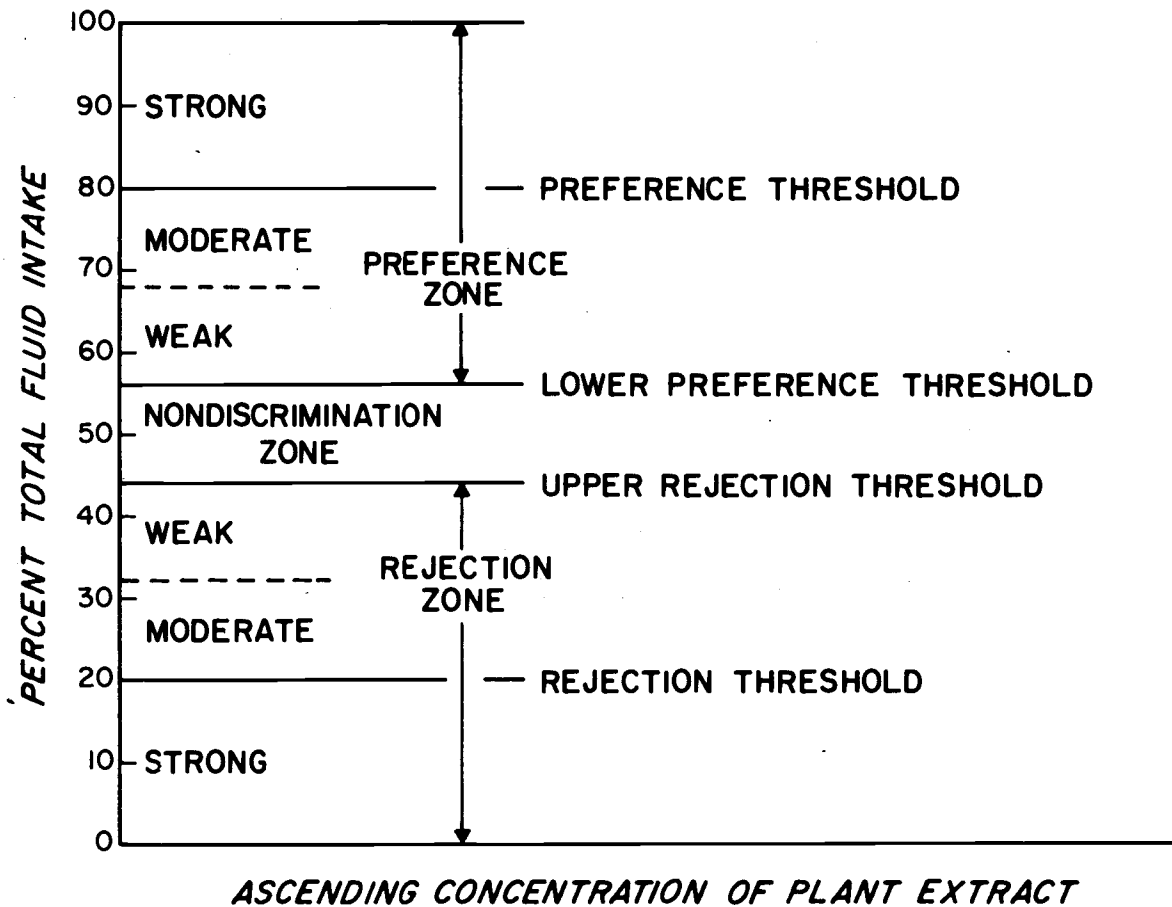 100
90
80
70
60
50
40
30
20
10
0
PERCENT TOTAL FLUID INTAKE
STRONG
MODERATE
WEAK
NONDISCRIMINATION
ZONE
WEAK
MODERATE
STRONG
PREFERENCE
ZONE
REJECTION
ZONE
PREFERENCE THRESHOLD
LOWER PREFERENCE THRESHOLD
UPPER REJECTION THRESHOLD
REJECTION THRESHOLD
ASCENDING CONCENTRATION OF PLANT EXTRACT